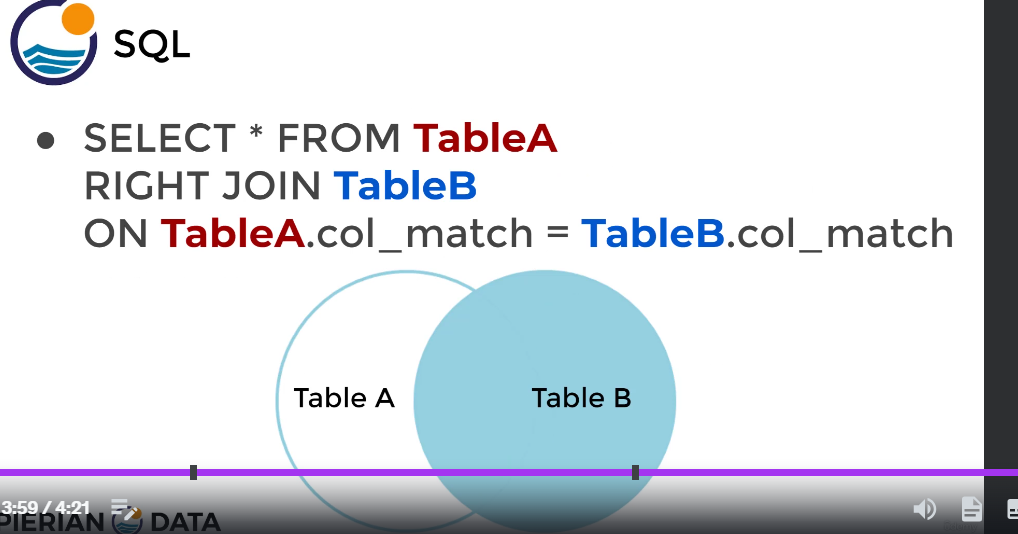 SQL
● SELECT * FROM TableA
RIGHT JOIN TableB
ON TableA.col_match = TableB.col_match
Table A
Table B
3:59 / 4:21
PIERIAN DATA